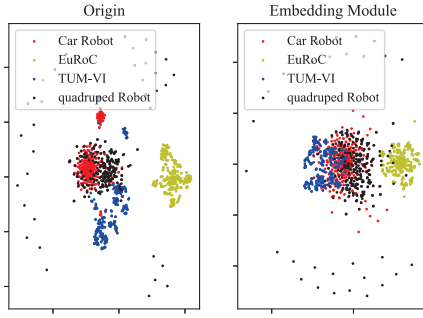 Origin
Car Robot
EuRoC
TUM-VI
quadruped Robot
Embedding Module
Car Robot
EuRoC
TUM-VI
quadruped Robot